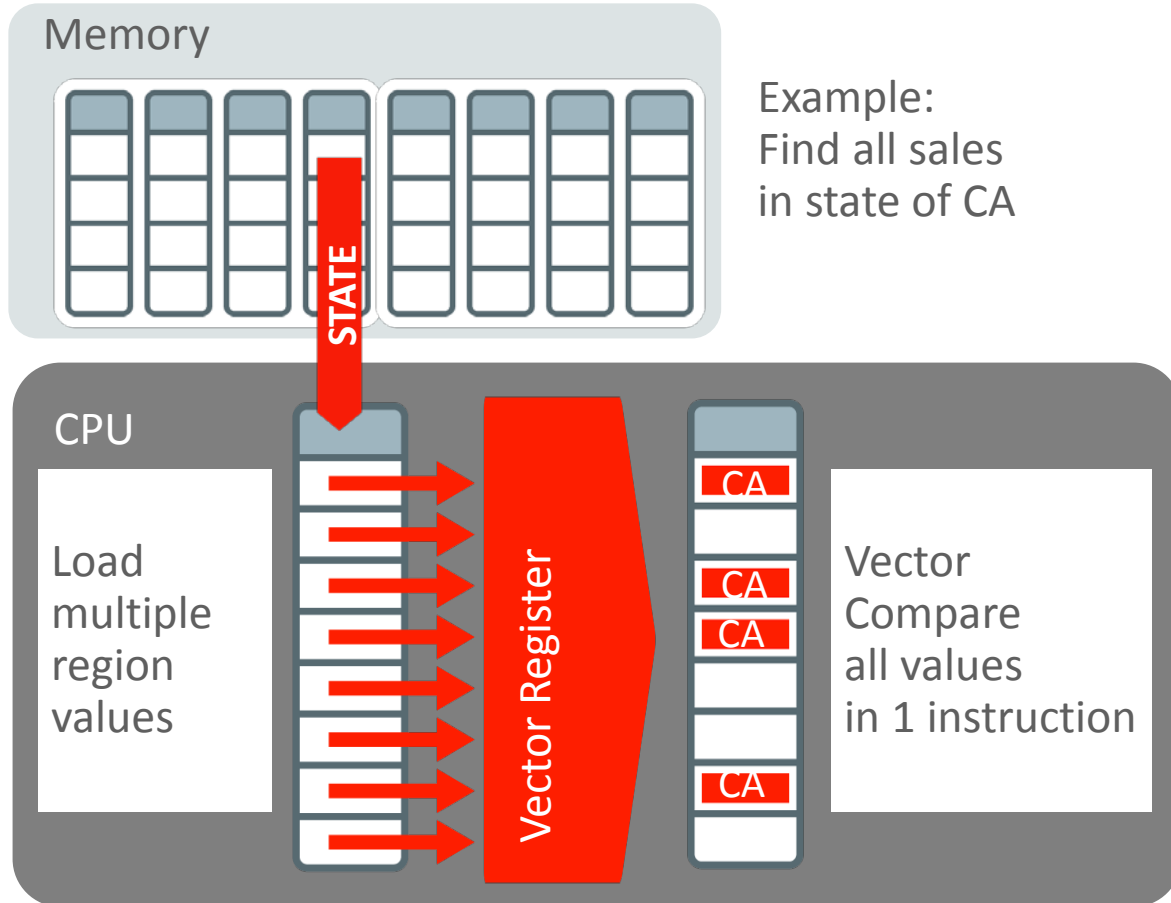 Memory
Example:
Find all sales
in state of CA
STATE
CPU
Load
multiple
region
values
Vector Register
CA
CA
CA
CA
Vector
Compare
all values
in 1 instruction